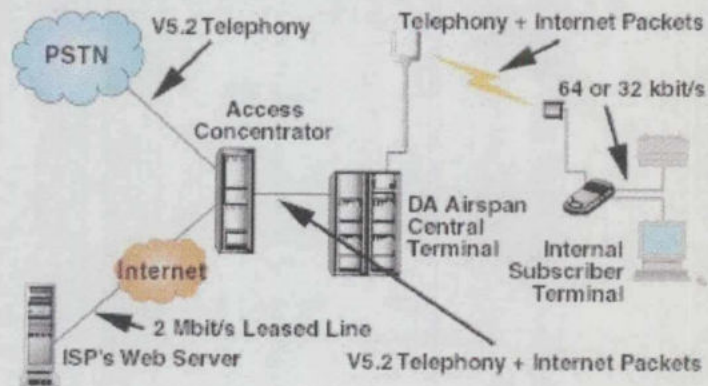 V5.2 Telephony
Telephony + Internet Packets
PSTN
64 or 32 kbit/s
Access
Concentrator
DA Airspan
Central
Terminal
Internal
Subscriber
Terminal
Internet
2 Mbit/s Leased Line
ISP's Web Server
V5.2 Telephony + Internet Packets